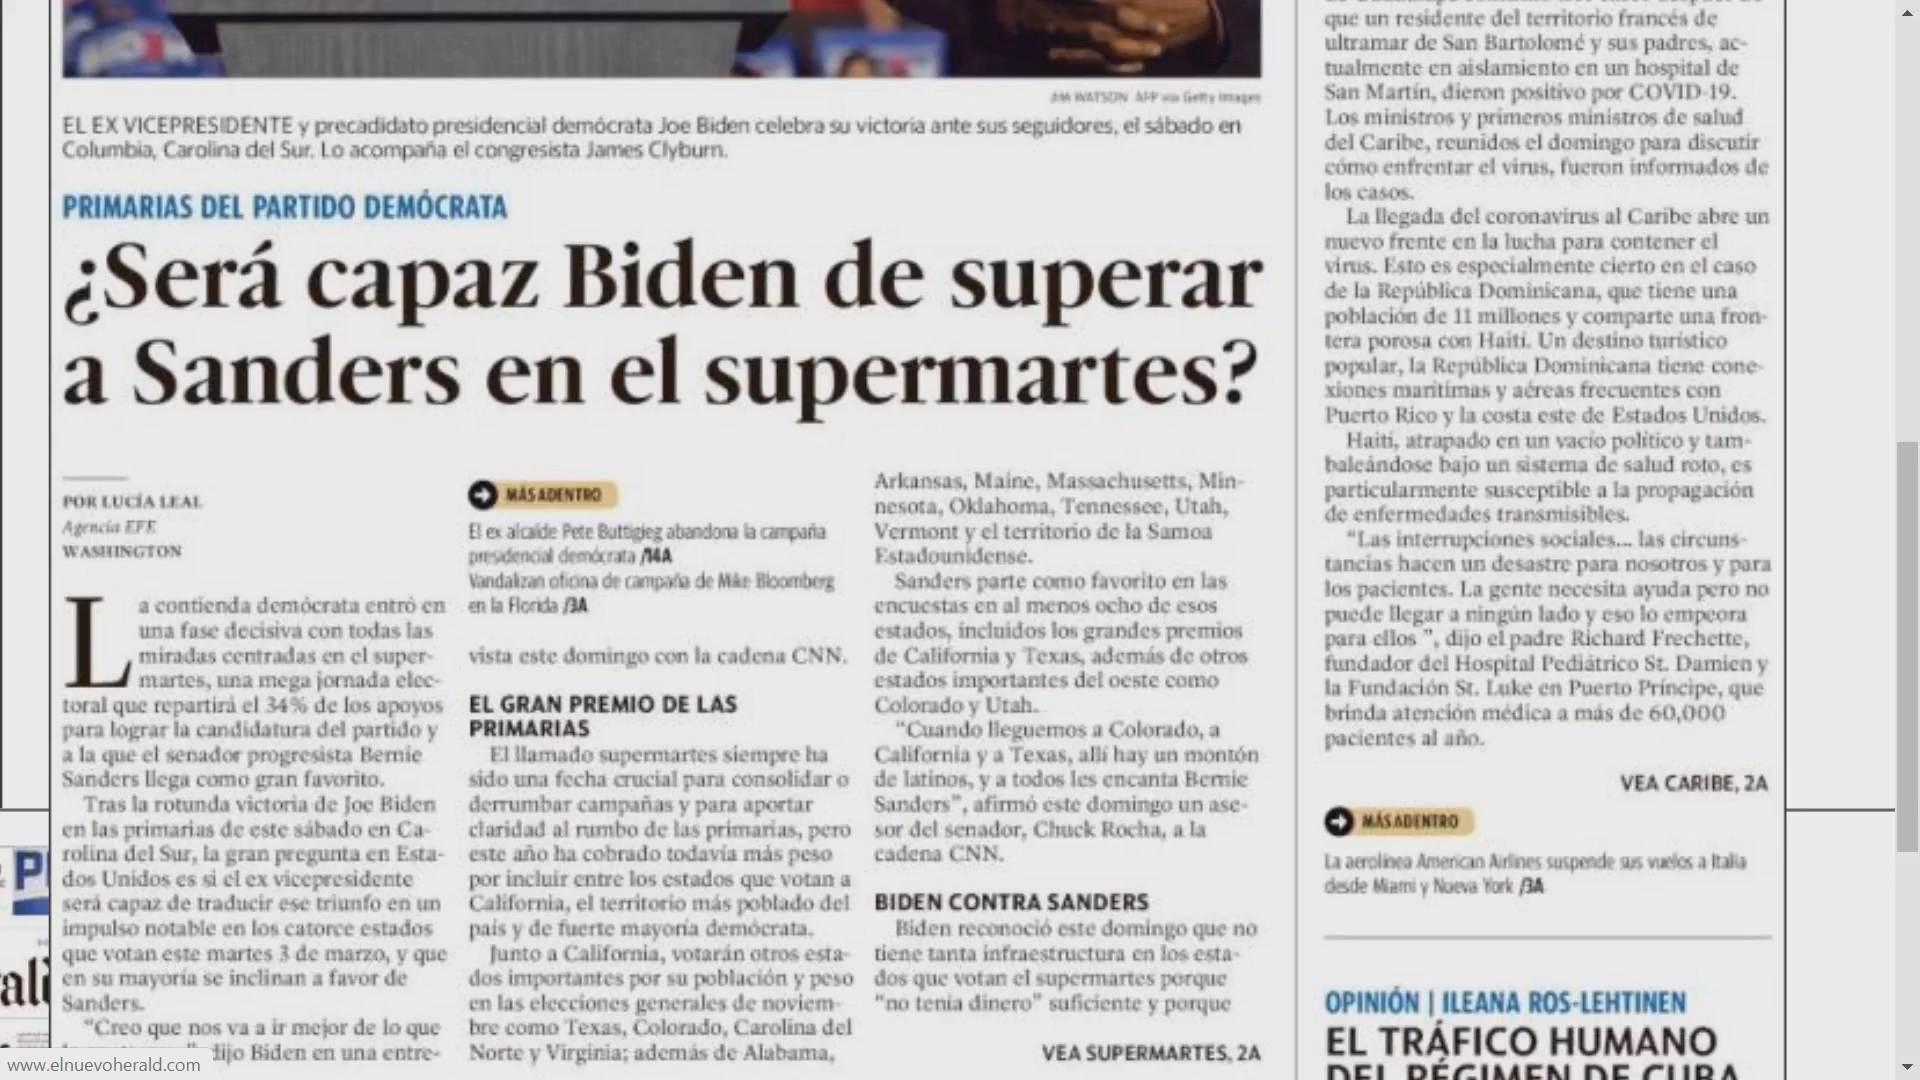 JIM WATSON AFP via Getty Images
EL EX VICEPRESIDENTE y precadidato presidencial demócrata Joe Biden celebra su victoria ante sus seguidores, el sábado en
Columbia, Carolina del Sur. Lo acompaña el congresista James Clyburn.
PRIMARIAS DEL PARTIDO DEMÓCRATA
¿Será capaz Biden de superar
a Sanders en el supermartes?
POR LUCÍA LEAL
Agencia EFE
WASHINGTON
La contienda demócrata entró en
una fase decisiva con todas las
miradas centradas en el super-
martes, una mega jornada elec-
toral que repartirá el 34% de los apoyos
para lograr la candidatura del partido y
a la que el senador progresista Bernie
Sanders llega como gran favorito.
Tras la rotunda victoria de Joe Biden
en las primarias de este sábado en Ca-
rolina del Sur, la gran pregunta en Esta-
dos Unidos es si el ex vicepresidente
será capaz de traducir ese triunfo en un
impulso notable en los catorce estados
que votan este martes 3 de marzo, y que
en su mayoría se inclinan a favor de
Sanders.
"Creo que nos va a ir mejor de lo que
dijo Biden en una entre-
MÁS ADENTRO
El ex alcalde Pete Buttigieg abandona la campaña
presidencial demócrata /14A
Vandalizan oficina de campaña de Mike Bloomberg
en la Florida /3A
vista este domingo con la cadena CNN.
EL GRAN PREMIO DE LAS
PRIMARIAS
El llamado supermartes siempre ha
sido una fecha crucial para consolidar o
derrumbar campañas y para aportar
claridad al rumbo de las primarias, pero
este año ha cobrado todavía más peso
por incluir entre los estados que votan a
California, el territorio más poblado del
país y de fuerte mayoría demócrata.
Junto a California, votarán otros esta-
dos importantes por su población y peso
en las elecciones generales de noviem-
bre como Texas, Colorado, Carolina del
Norte y Virginia; además de Alabama,
Arkansas, Maine, Massachusetts, Min-
nesota, Oklahoma, Tennessee, Utah,
Vermont y el territorio de la Samoa
Estadounidense.
Sanders parte como favorito en las
encuestas en al menos ocho de esos
estados, incluidos los grandes premios
de California y Texas, además de otros
estados importantes del oeste como
Colorado y Utah.
"Cuando lleguemos a Colorado, a
California y a Texas, allí hay un montón
de latinos, y a todos les encanta Bernie
Sanders", afirmó este domingo un ase-
sor del senador, Chuck Rocha, a la
cadena CNN.
BIDEN CONTRA SANDERS
Biden reconoció este domingo que no
tiene tanta infraestructura en los esta-
dos que votan el supermartes porque
"no tenía dinero" suficiente y porque
VEA SUPERMARTES, 2A
que un residente del territorio francés de
ultramar de San Bartolomé y sus padres, ac-
tualmente en aislamiento en un hospital de
San Martín, dieron positivo por COVID-19.
Los ministros y primeros ministros de salud
del Caribe, reunidos el domingo para discutir
cómo enfrentar el virus, fueron informados de
los casos.
La llegada del coronavirus al Caribe abre un
nuevo frente en la lucha para contener el
virus. Esto es especialmente cierto en el caso
de la República Dominicana, que tiene una
población de 11 millones y comparte una fron-
tera porosa con Haití. Un destino turístico
popular, la República Dominicana tiene cone-
xiones marítimas y aéreas frecuentes con
Puerto Rico y la costa este de Estados Unidos.
Haití, atrapado en un vacío político y tam-
baleándose bajo un sistema de salud roto, es
particularmente susceptible a la propagación
de enfermedades transmisibles.
"Las interrupciones sociales... las circuns-
tancias hacen un desastre para nosotros y para
los pacientes. La gente necesita ayuda pero no
puede llegar a ningún lado y eso lo empeora
para ellos ", dijo el padre Richard Frechette,
fundador del Hospital Pediátrico St. Damien y
la Fundación St. Luke en Puerto Príncipe, que
brinda atención médica a más de 60,000
pacientes al año.
VEA CARIBE, 2A
MÁS ADENTRO
La aerolínea American Airlines suspende sus vuelos a Italia
desde Miami y Nueva York /3A
OPINIÓN | ILEANA ROS-LEHTINEN
EL TRÁFICO HUMANO
DEL RÉGIMEN DE CUBA
www.elnuevoherald.com